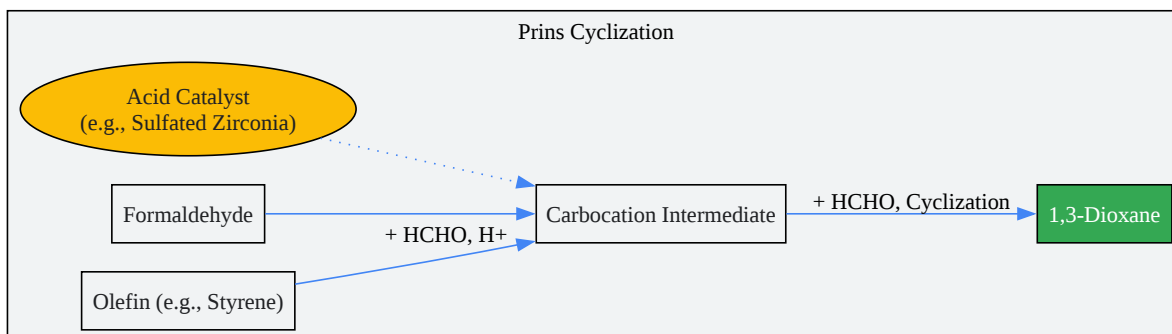 Prins Cyclization
Acid Catalyst
(e.g., Sulfated Zirconia)
Formaldehyde
+ HCHO, H+
Olefin (e.g., Styrene)
Carbocation Intermediate
+ HCHO, Cyclization
1,3-Dioxane